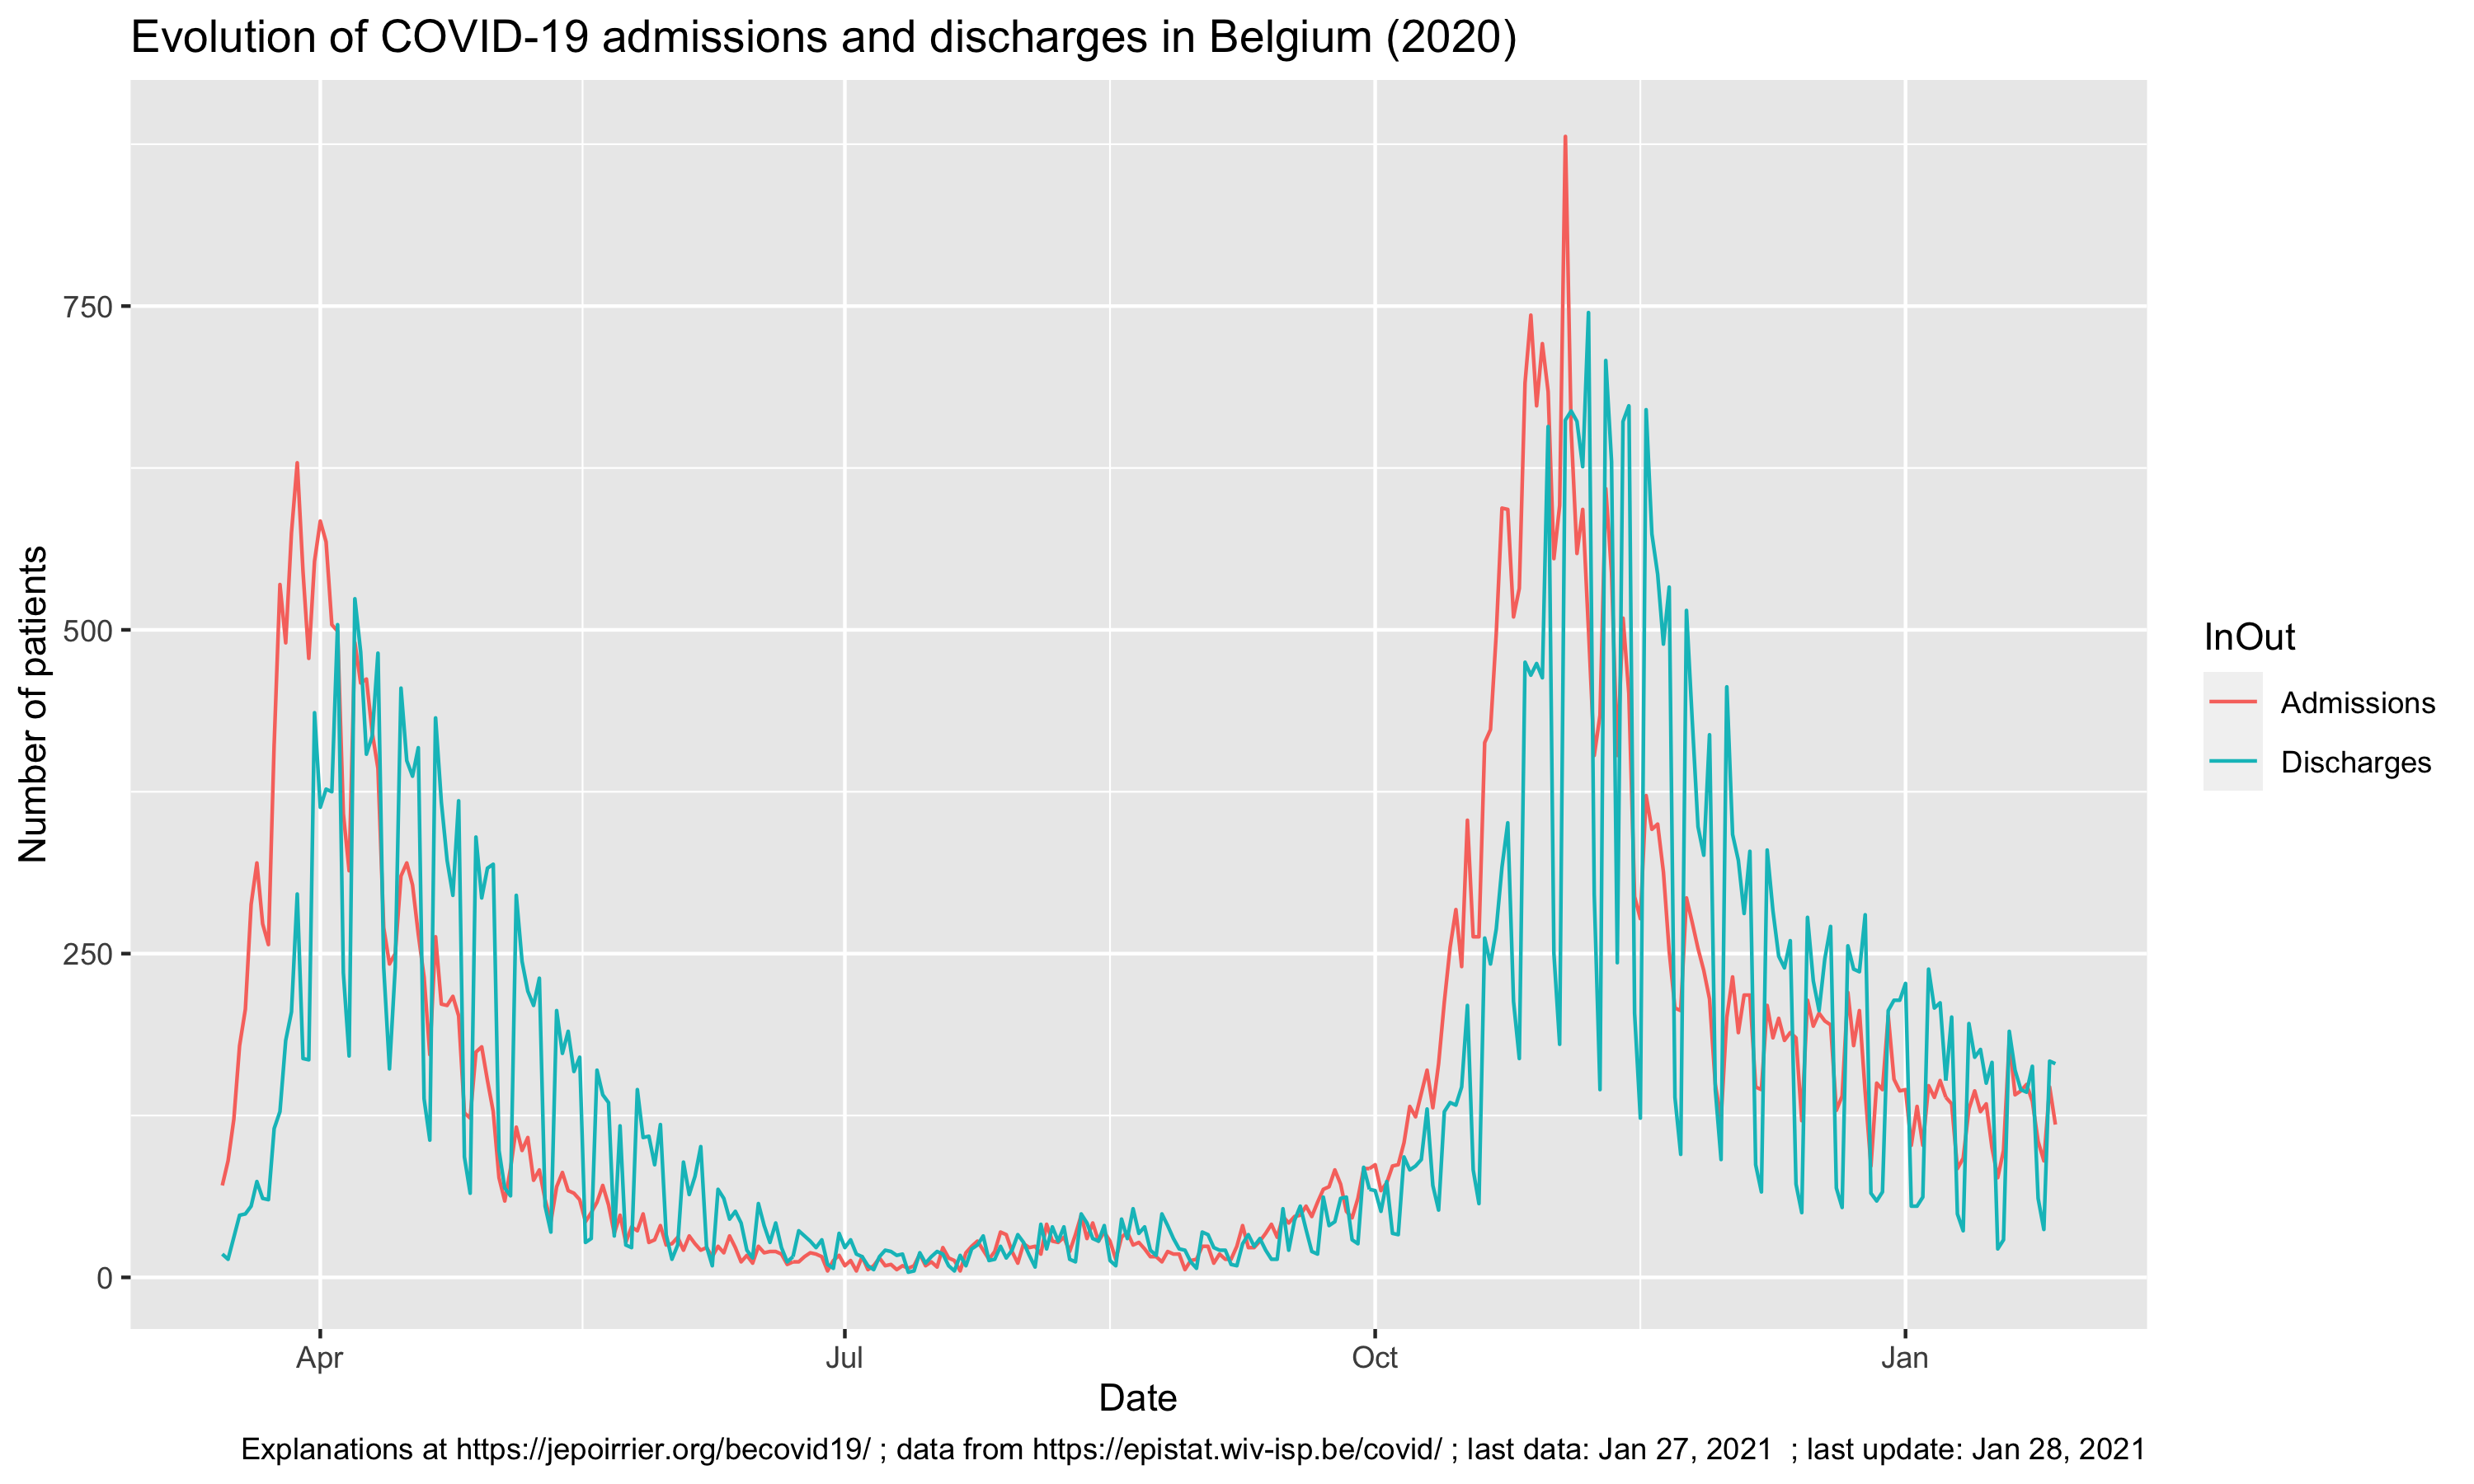 Evolution of COVID-19 admissions and discharges in Belgium (2020)
Number of patients
750
500
250
0
Apr
Jul
Oct
Jan
Date
InOut
Admissions
Discharges
Explanations at https://jepoirrier.org/becovid19/ ; data from https://epistat.wiv-isp.be/covid/ ; last data: Jan 27, 2021  ; last update: Jan 28, 2021